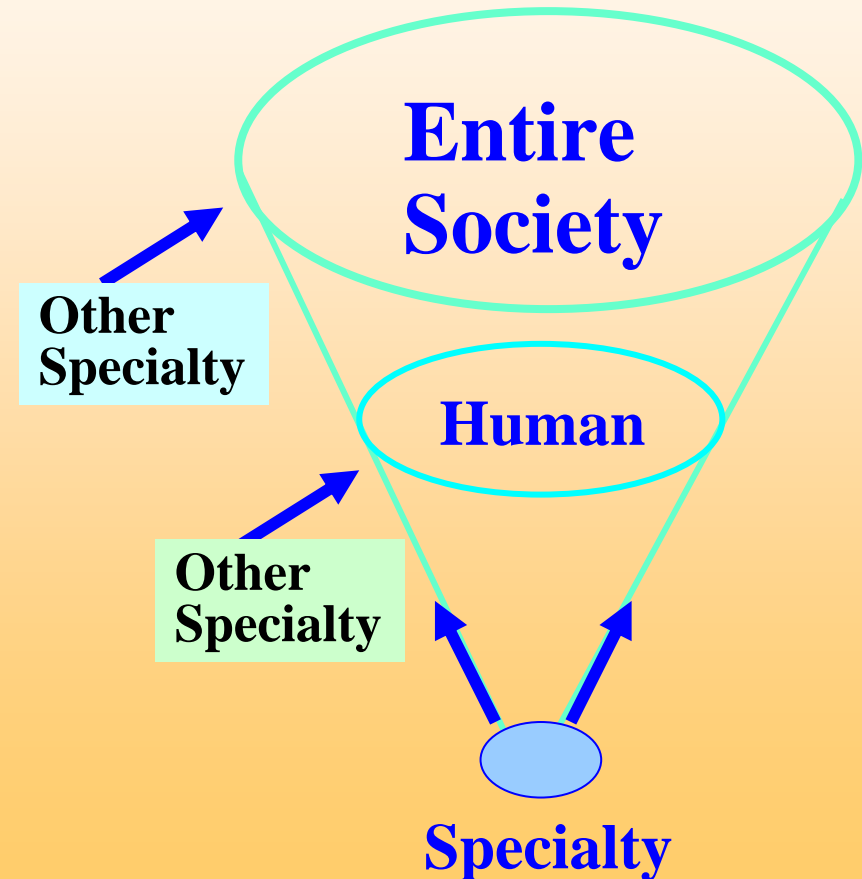 Entire
Society
Other
Specialty
Human
Other
Specialty
Specialty